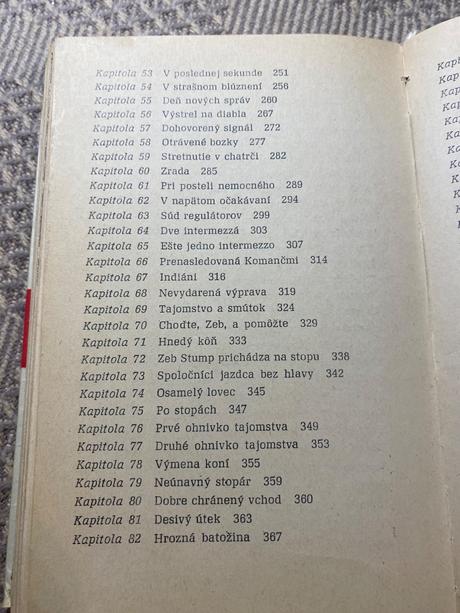 Kapitola 53 V poslednej sekunde 251
Kapitola 54 V strašnom blúznení 256
Kapitola 55 Deň nových správ 260
Kapitola 56 Výstrel na diabla 267
Kapitola 57 Dohovorený signál 272
Kapitola 58 Otrávené bozky 277
Kapitola 59 Stretnutie v chatrči 282
Kapitola 60 Zrada 285
Kapitola 61 Pri posteli nemocného 289
Kapitola 62 V napätom očakávaní 294
Kapitola 63 Súd regulátorov 299
Kapitola 64 Dve intermezzá 303
Kapitola 65 Ešte jedno intermezzo 307
Kapitola 66 Prenasledovaná Komančmi 314
Kapitola 67 Indiáni 316
Kapitola 68 Nevydarená výprava 319
Kapitola 69 Tajomstvo a smútok 324
Kapitola 70 Choďte, Zeb, a pomôžte 329
Kapitola 71 Hnedý kôň 333
Kapitola 72 Zeb Stump prichádza na stopu 338
Kapitola 73 Spoločníci jazdca bez hlavy 342
Kapitola 74 Osamelý lovec 345
Kapitola 75 Po stopách 347
Kapitola 76 Prvé ohnivko tajomstva 349
Kapitola 77 Druhé ohnivko tajomstva 353
Kapitola 78 Výmena koní 355
Kapitola 79 Neúnavný stopár 359
Kapitola 80 Dobre chránený vchod 360
Kapitola 81 Desivý útek 363
Kapitola 82 Hrozná batožina 367